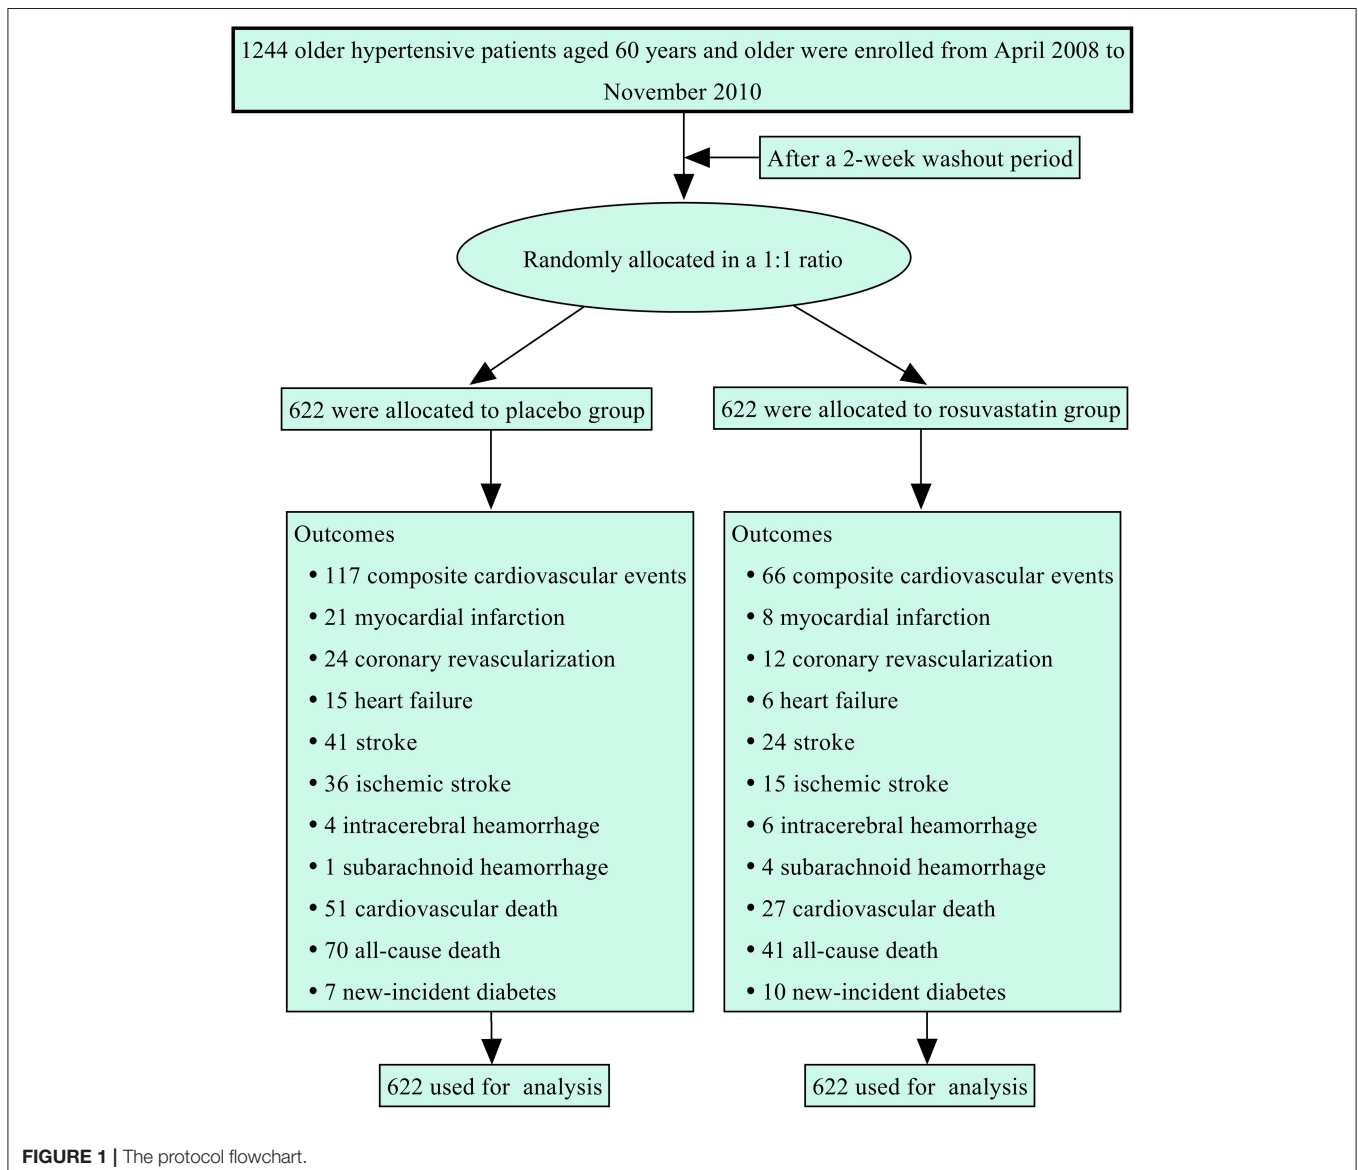 1244 older hypertensive patients aged 60 years and older were enrolled from April 2008 to
November 2010
After a 2-week washout period
Randomly allocated in a 1:1 ratio
622 were allocated to placebo group
622 were allocated to rosuvastatin group
Outcomes
• 117 composite cardiovascular events
• 21 myocardial infarction
• 24 coronary revascularization
• 15 heart failure
• 41 stroke
• 36 ischemic stroke
• 4 intracerebral heamorrhage
• 1 subarachnoid heamorrhage
• 51 cardiovascular death
• 70 all-cause death
• 7 new-incident diabetes
Outcomes
• 66 composite cardiovascular events
• 8 myocardial infarction
• 12 coronary revascularization
• 6 heart failure
• 24 stroke
• 15 ischemic stroke
• 6 intracerebral heamorrhage
• 4 subarachnoid heamorrhage
• 27 cardiovascular death
• 41 all-cause death
• 10 new-incident diabetes
622 used for analysis
622 used for analysis
FIGURE 1 | The protocol flowchart.